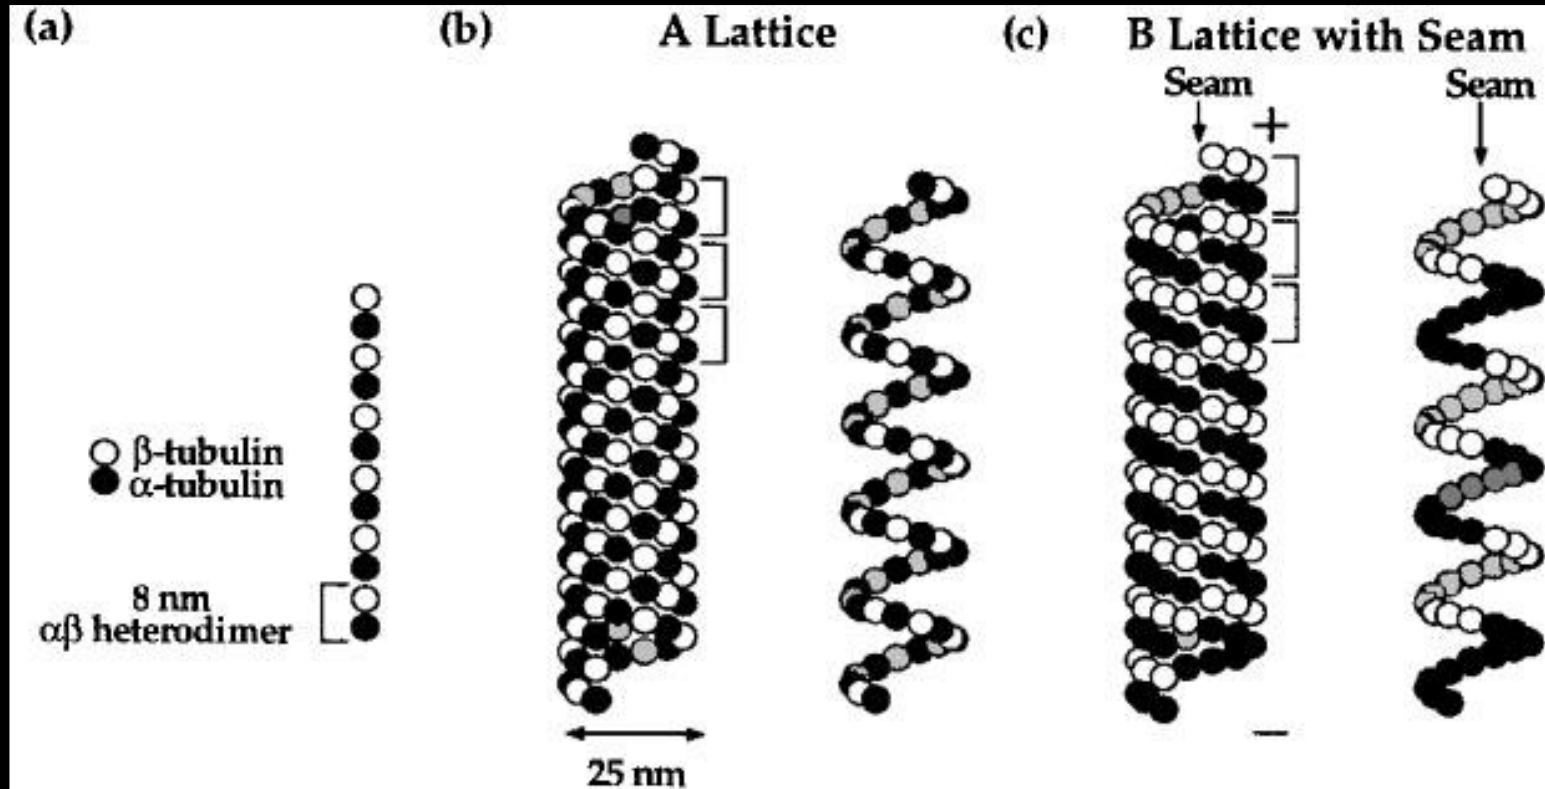 (a)
(b)
A Lattice
(c)
B Lattice with Seam
Seam
Seam
+
β-tubulin
α-tubulin
8 nm
αβ heterodimer
25 nm
–